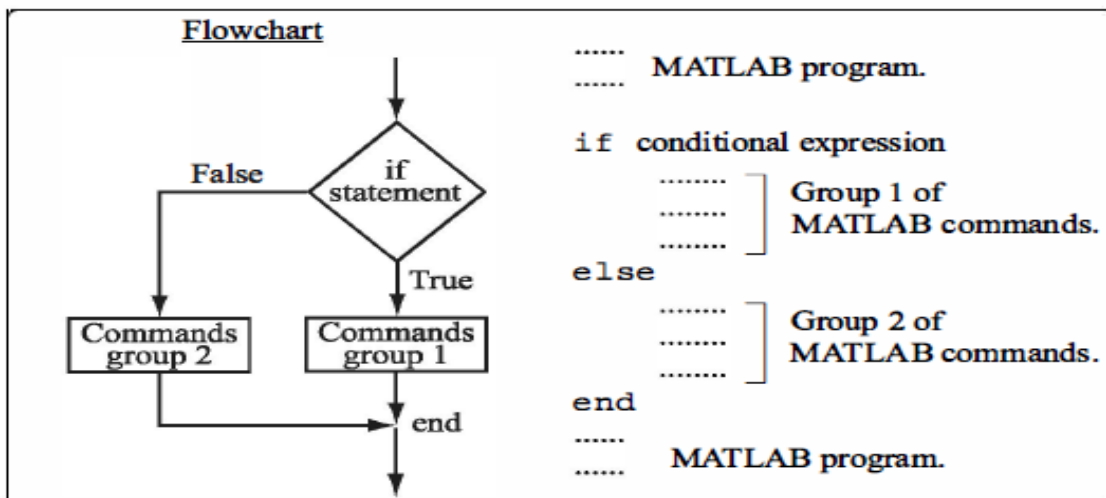 Flowchart
if
statement
False
True
Commands
group 2
Commands
group 1
end
MATLAB program.
if conditional expression
Group 1 of
MATLAB commands.
else
Group 2 of
MATLAB commands.
end
MATLAB program.